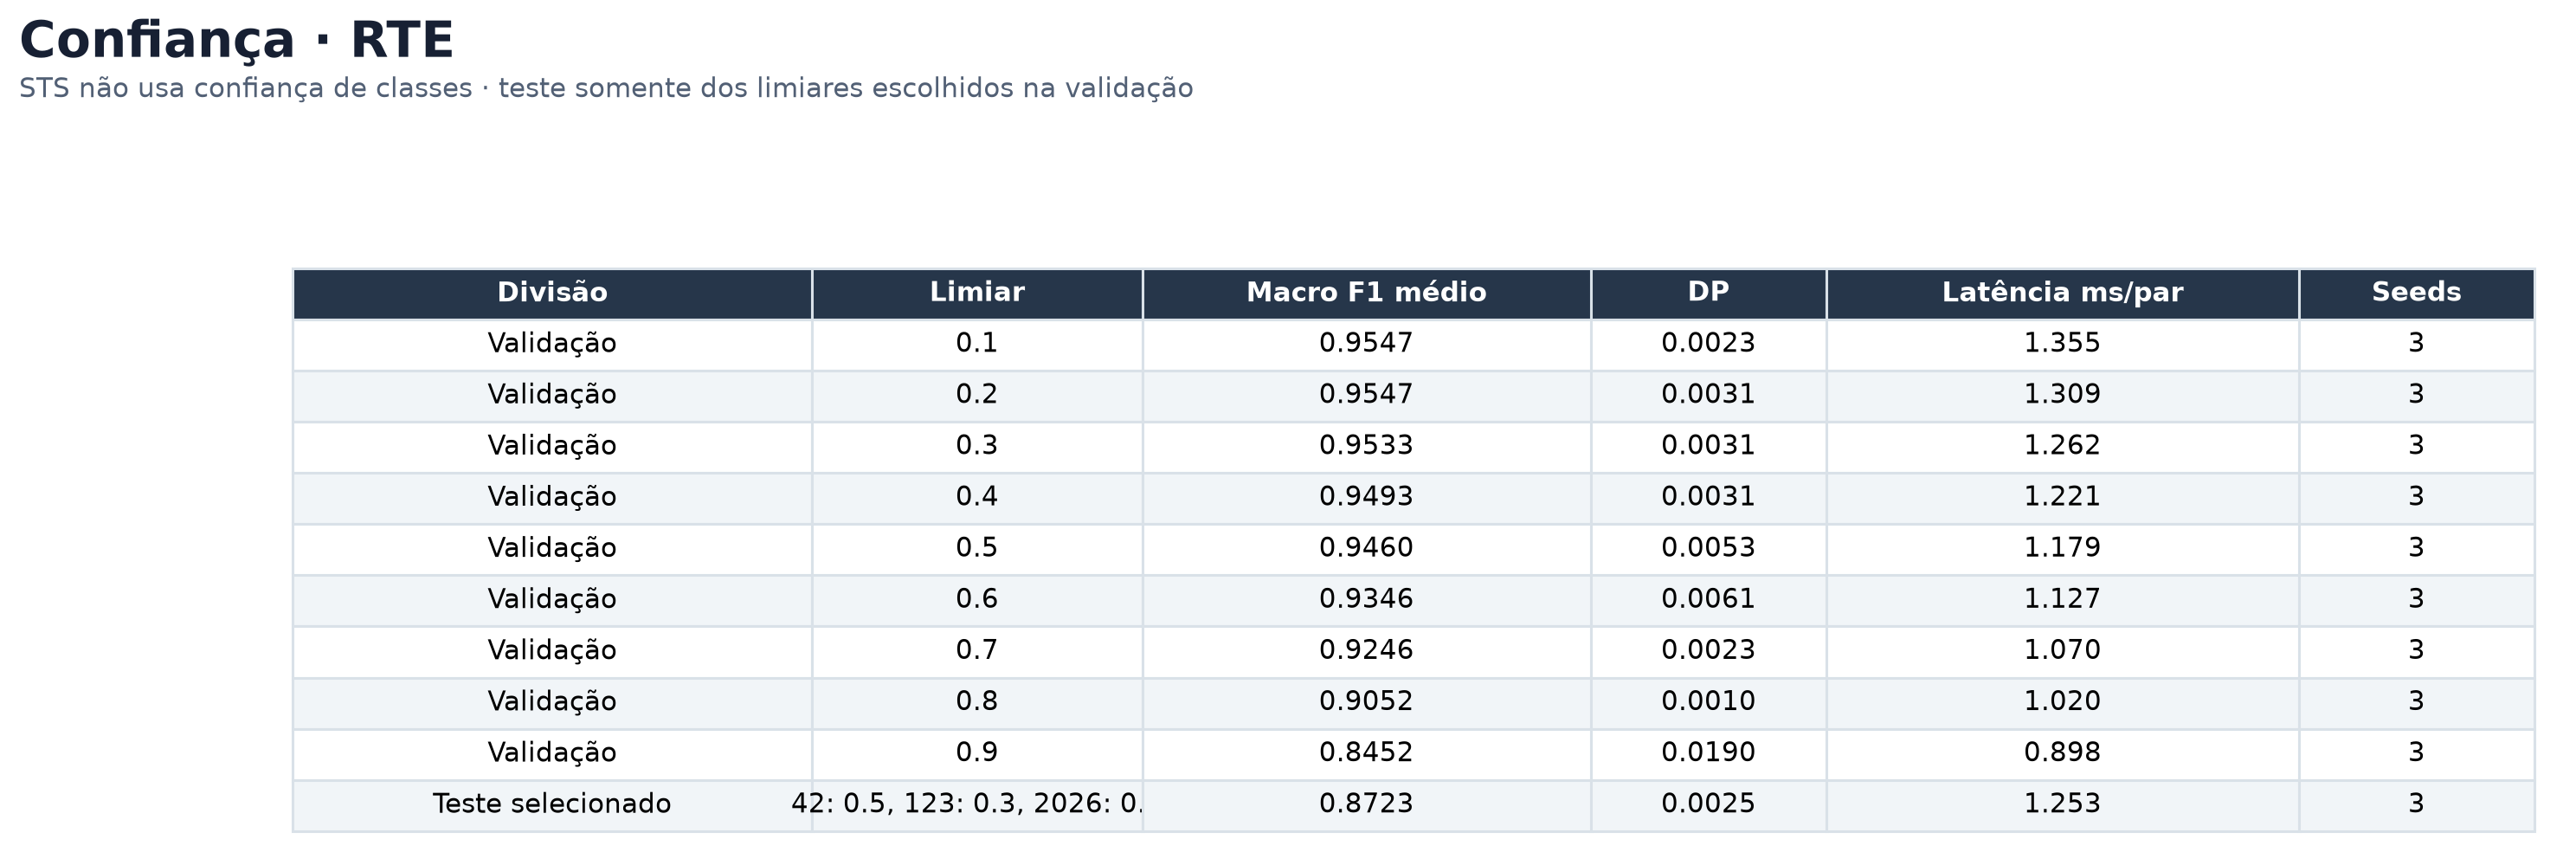 Confiança · RTE
STS não usa confiança de classes · teste somente dos limiares escolhidos na validação
Divisão Limiar Macro F1 médio DP Latência ms/par Seeds
Validação 0.1 0.9547 0.0023 1.355 3
Validação 0.2 0.9547 0.0031 1.309 3
Validação 0.3 0.9533 0.0031 1.262 3
Validação 0.4 0.9493 0.0031 1.221 3
Validação 0.5 0.9460 0.0053 1.179 3
Validação 0.6 0.9346 0.0061 1.127 3
Validação 0.7 0.9246 0.0023 1.070 3
Validação 0.8 0.9052 0.0010 1.020 3
Validação 0.9 0.8452 0.0190 0.898 3
Teste selecionado 42: 0.5, 123: 0.3, 2026: 0. 0.8723 0.0025 1.253 3